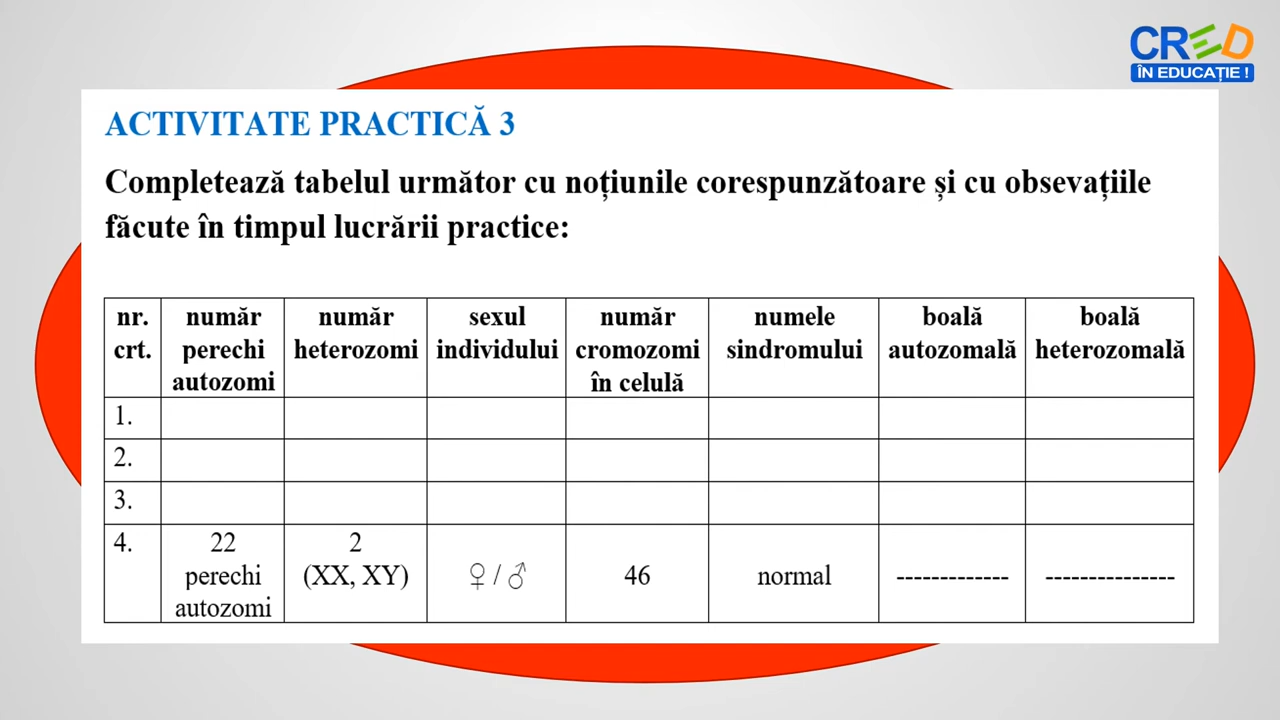 CRED
ÎN EDUCAȚIE !
ACTIVITATE PRACTICĂ 3
Completează tabelul următor cu noțiunile corespunzătoare și cu obsevațiile
făcute în timpul lucrării practice:
nr. număr număr sexul număr numele boală boală
crt. perechi heterozomi individului cromozomi sindromului autozomală heterozomală
autozomi în celulă
1.
2.
3.
4. 22 2
perechi (XX, XY) ♀ / ♂ 46 normal ------------- ---------------
autozomi